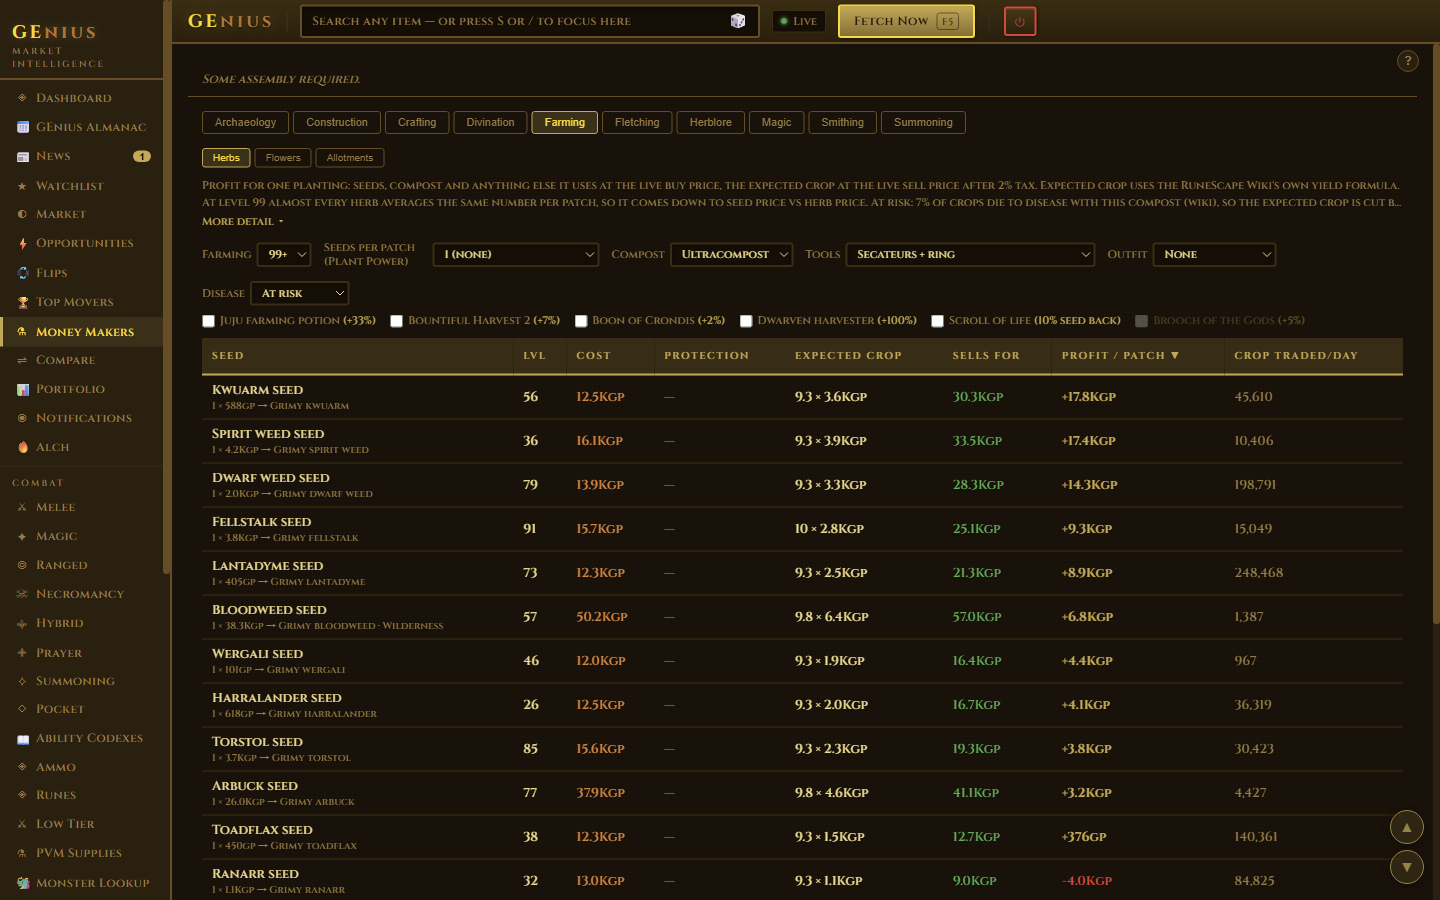 GENIUS
MARKET
INTELLIGENCE
DASHBOARD
GENIUS ALMANAC
NEWS 1
WATCHLIST
MARKET
OPPORTUNITIES
FLIPS
TOP MOVERS
MONEY MAKERS
COMPARE
PORTFOLIO
NOTIFICATIONS
ALCH
COMBAT
MELEE
MAGIC
RANGED
NECROMANCY
HYBRID
PRAYER
SUMMONING
POCKET
ABILITY CODEXES
AMMO
RUNES
LOW TIER
PVM SUPPLIES
MONSTER LOOKUP
GENIUS SEARCH ANY ITEM — OR PRESS S OR / TO FOCUS HERE LIVE FETCH NOW F5
?
SOME ASSEMBLY REQUIRED.
Archaeology Construction Crafting Divination Farming Fletching Herblore Magic Smithing Summoning
Herbs Flowers Allotments
PROFIT FOR ONE PLANTING: SEEDS, COMPOST AND ANYTHING ELSE IT USES AT THE LIVE BUY PRICE, THE EXPECTED CROP AT THE LIVE SELL PRICE AFTER 2% TAX. EXPECTED CROP USES THE RUNESCAPE WIKI'S OWN YIELD FORMULA.
AT LEVEL 99 ALMOST EVERY HERB AVERAGES THE SAME NUMBER PER PATCH, SO IT COMES DOWN TO SEED PRICE VS HERB PRICE. AT RISK: 7% OF CROPS DIE TO DISEASE WITH THIS COMPOST (WIKI), SO THE EXPECTED CROP IS CUT B...
MORE DETAIL
FARMING 99+ SEEDS PER PATCH (PLANT POWER) 1 (NONE) COMPOST ULTRACOMPOST TOOLS SECATEURS + RING OUTFIT NONE
DISEASE AT RISK
JUJU FARMING POTION (+33%) BOUNTIFUL HARVEST 2 (+7%) BOON OF CRONDIS (+2%) DWARVEN HARVESTER (+100%) SCROLL OF LIFE (10% SEED BACK) BROOCH OF THE GODS (+5%)
SEED LVL COST PROTECTION EXPECTED CROP SELLS FOR PROFIT / PATCH ▼ CROP TRADED/DAY
KWUARM SEED 56 12.5KGP — 9.3 × 3.6KGP 30.3KGP +17.8KGP 45,610
1 × 588GP → GRIMY KWUARM
SPIRIT WEED SEED 36 16.1KGP — 9.3 × 3.9KGP 33.5KGP +17.4KGP 10,406
1 × 4.2KGP → GRIMY SPIRIT WEED
DWARF WEED SEED 79 13.9KGP — 9.3 × 3.3KGP 28.3KGP +14.3KGP 198,791
1 × 2.0KGP → GRIMY DWARF WEED
FELLSTALK SEED 91 15.7KGP — 10 × 2.8KGP 25.1KGP +9.3KGP 15,049
1 × 3.8KGP → GRIMY FELLSTALK
LANTADYME SEED 73 12.3KGP — 9.3 × 2.5KGP 21.3KGP +8.9KGP 248,468
1 × 405GP → GRIMY LANTADYME
BLOODWEED SEED 57 50.2KGP — 9.8 × 6.4KGP 57.0KGP +6.8KGP 1,387
1 × 38.3KGP → GRIMY BLOODWEED · WILDERNESS
WERGALI SEED 46 12.0KGP — 9.3 × 1.9KGP 16.4KGP +4.4KGP 967
1 × 101GP → GRIMY WERGALI
HARRALANDER SEED 26 12.5KGP — 9.3 × 2.0KGP 16.7KGP +4.1KGP 36,319
1 × 618GP → GRIMY HARRALANDER
TORSTOL SEED 85 15.6KGP — 9.3 × 2.3KGP 19.3KGP +3.8KGP 30,423
1 × 3.7KGP → GRIMY TORSTOL
ARBUCK SEED 77 37.9KGP — 9.8 × 4.6KGP 41.1KGP +3.2KGP 4,427
1 × 26.0KGP → GRIMY ARBUCK
TOADFLAX SEED 38 12.3KGP — 9.3 × 1.5KGP 12.7KGP +376GP 140,361
1 × 450GP → GRIMY TOADFLAX
RANARR SEED 32 13.0KGP — 9.3 × 1.1KGP 9.0KGP -4.0KGP 84,825
1 × 1.1KGP → GRIMY RANARR